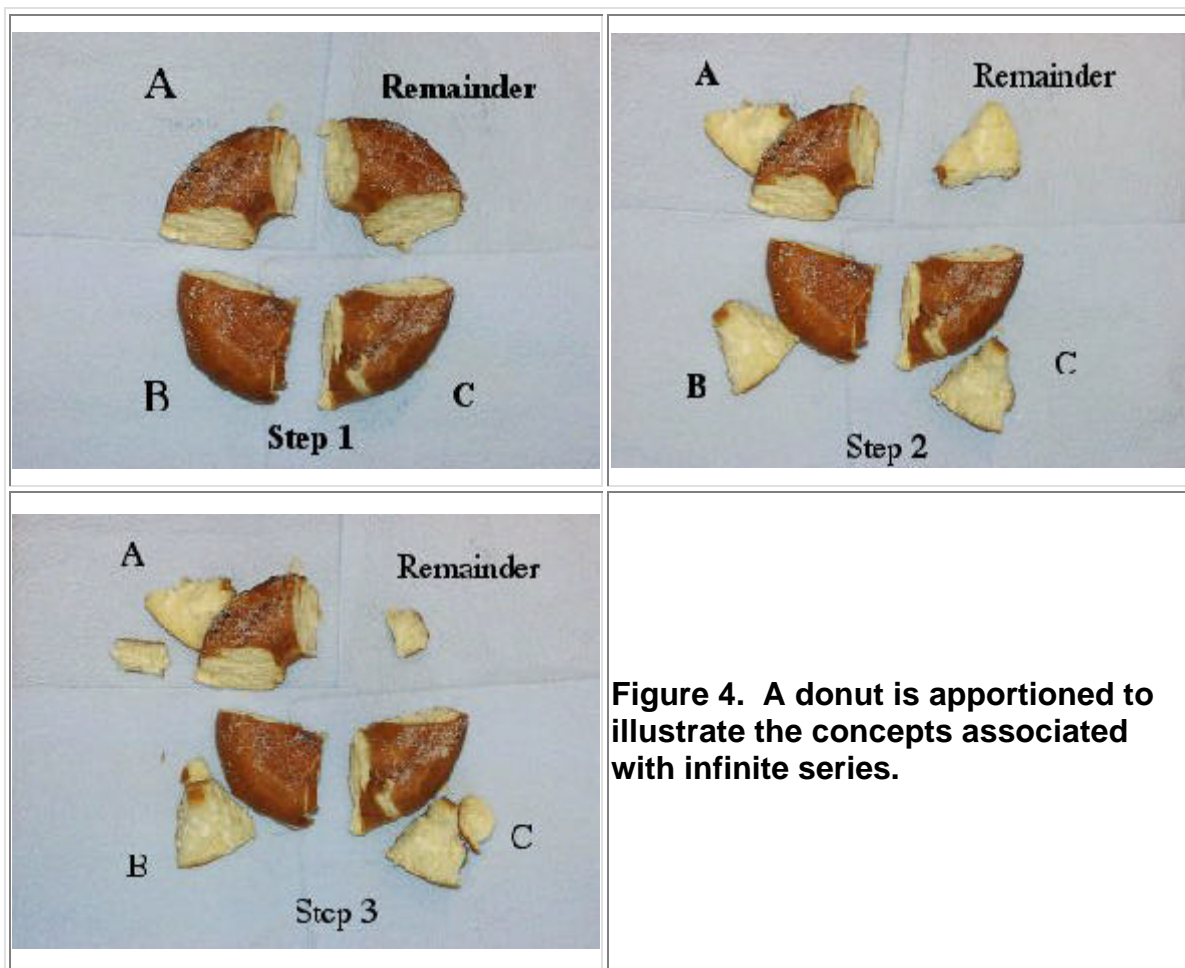 A Remainder
B C
Step 1
A Remainder
B C
Step 2
A Remainder
B C
Step 3
Figure 4. A donut is apportioned to
illustrate the concepts associated
with infinite series.